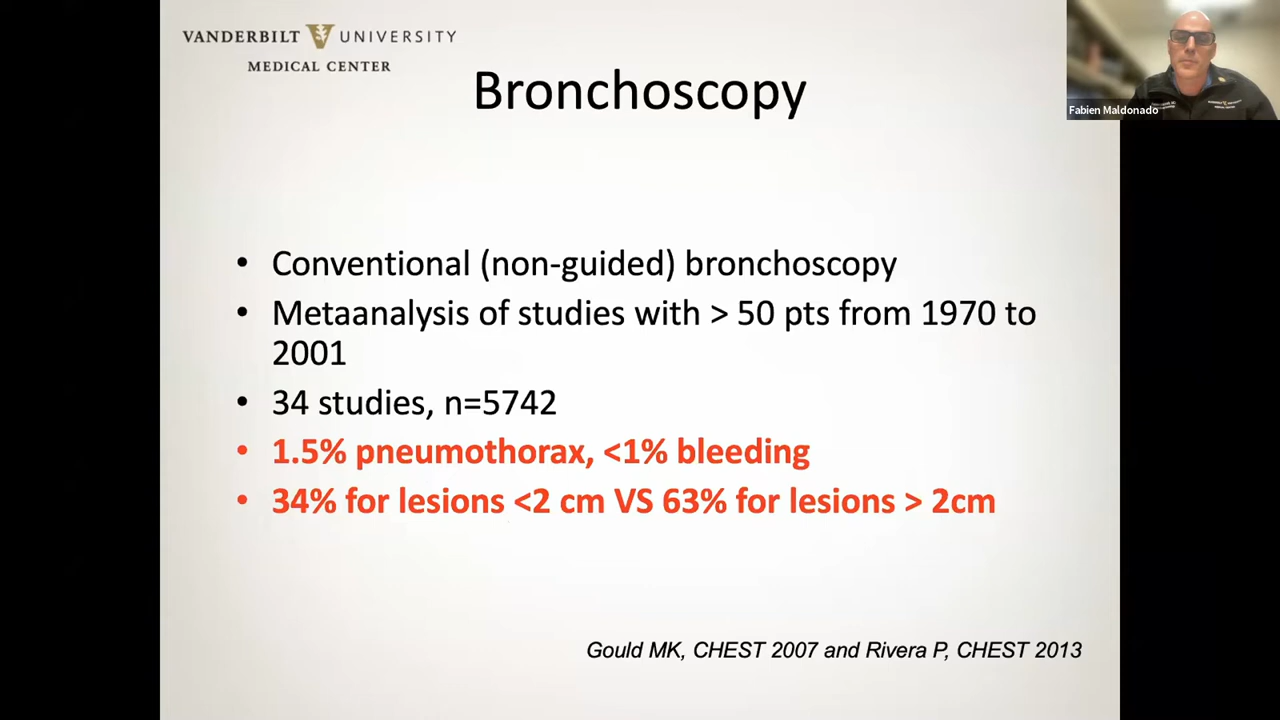 VANDERBILT UNIVERSITY
MEDICAL CENTER
Bronchoscopy
Fabien Maldonado
• Conventional (non-guided) bronchoscopy
• Metaanalysis of studies with > 50 pts from 1970 to
2001
• 34 studies, n=5742
• 1.5% pneumothorax, <1% bleeding
• 34% for lesions <2 cm VS 63% for lesions > 2cm
Gould MK, CHEST 2007 and Rivera P, CHEST 2013